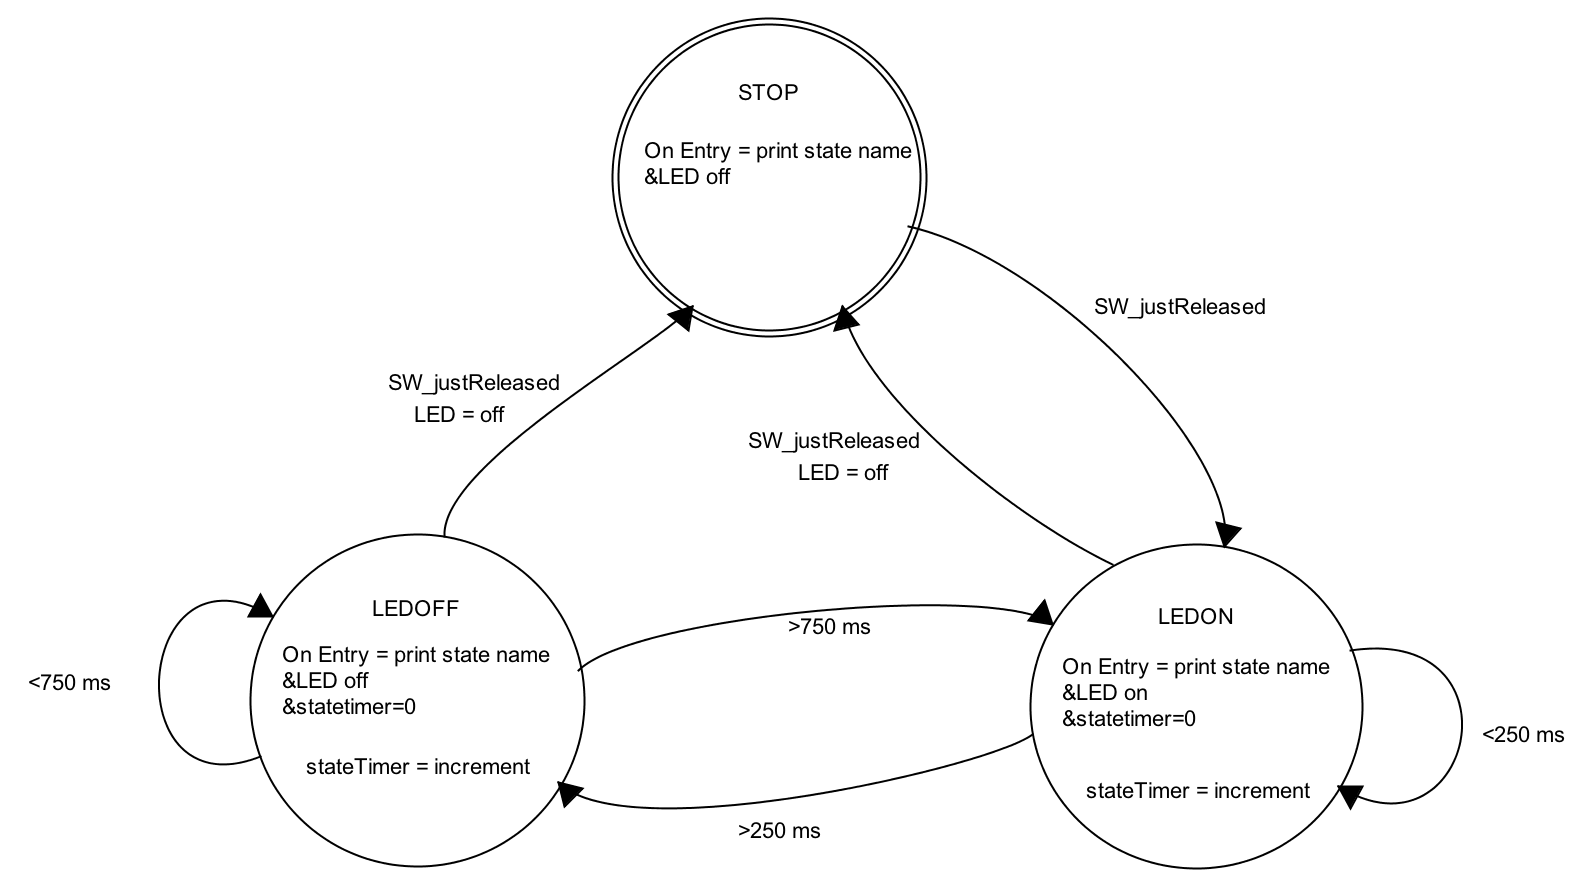 STOP
On Entry = print state name
&LED off
SW_justReleased
SW_justReleased
LED = off
SW_justReleased
LED = off
LEDOFF
On Entry = print state name
&LED off
&statetimer=0
stateTimer = increment
<750 ms
>750 ms
>250 ms
LEDON
On Entry = print state name
&LED on
&statetimer=0
stateTimer = increment
<250 ms